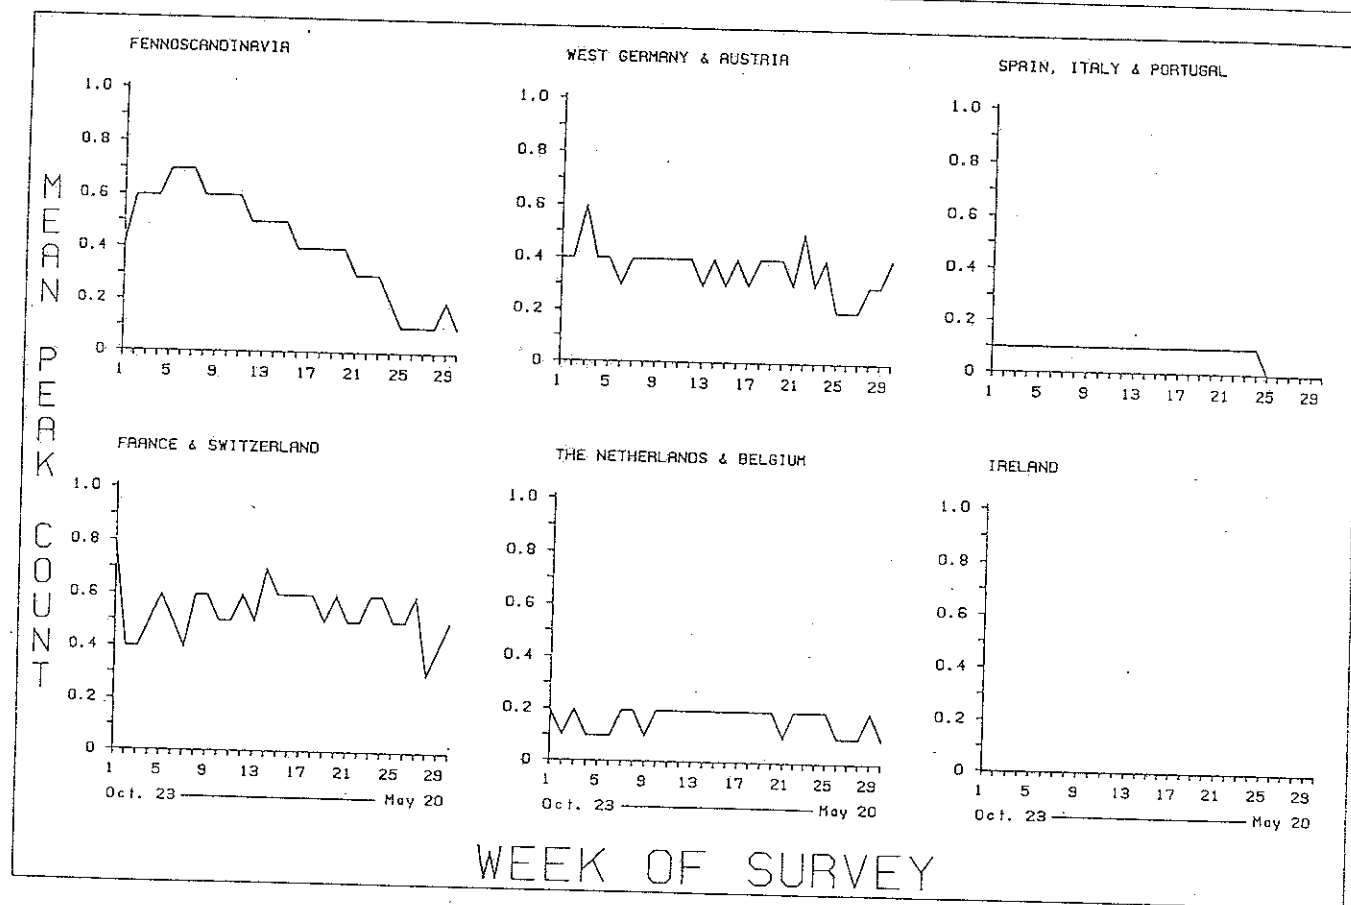 FENNOSCANDINAVIA
WEST GERMANY & AUSTRIA
SPAIN, ITALY & PORTUGAL
1.0
0.8
0.6
0.4
0.2
0
1 5 9 13 17 21 25 29
1.0
0.8
0.6
0.4
0.2
0
1 5 9 13 17 21 25 29
1.0
0.8
0.6
0.4
0.2
0
1 5 9 13 17 21 25 29
MEAN PEAK COUNT
FRANCE & SWITZERLAND
THE NETHERLANDS & BELGIUM
IRELAND
1.0
0.8
0.6
0.4
0.2
0
1 5 9 13 17 21 25 29
Oct. 23 May 20
1.0
0.8
0.6
0.4
0.2
0
1 5 9 13 17 21 25 29
Oct. 23 May 20
1.0
0.8
0.6
0.4
0.2
0
1 5 9 13 17 21 25 29
Oct. 23 May 20
WEEK OF SURVEY